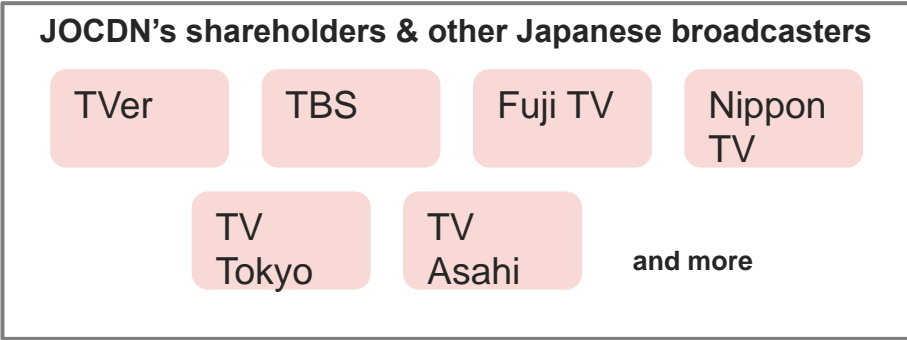 JOCDN's shareholders & other Japanese broadcasters
TVer
TBS
Fuji TV
Nippon
TV
TV
Tokyo
TV
Asahi
and more